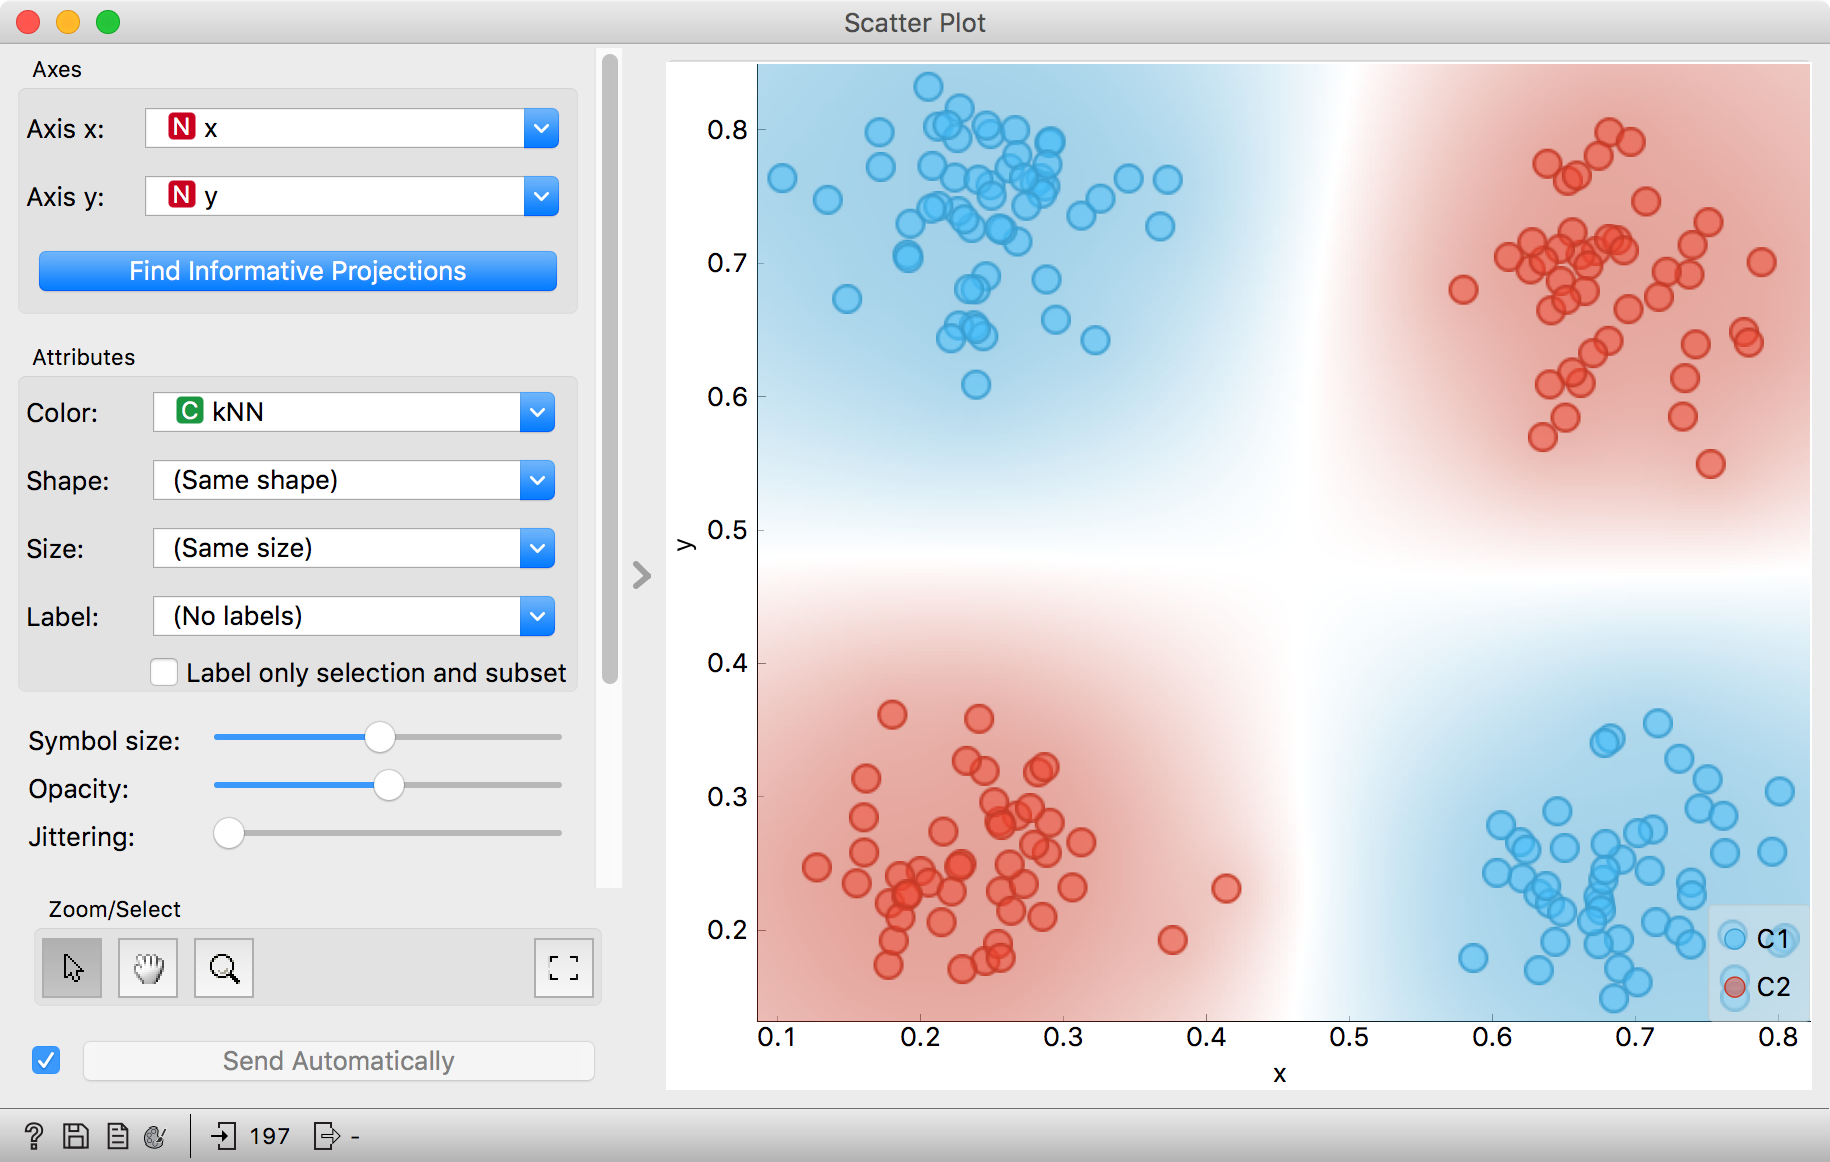 Scatter Plot
Axes
Axis x: N x
Axis y: N y
Find Informative Projections
Attributes
Color: C kNN
Shape: (Same shape)
Size: (Same size)
Label: (No labels)
Label only selection and subset
Symbol size:
Opacity:
Jittering:
Zoom/Select
Send Automatically
? 197 -
0.8
0.7
0.6
0.5
0.4
0.3
0.2
y
0.1 0.2 0.3 0.4 0.5 0.6 0.7 0.8
x
C1
C2